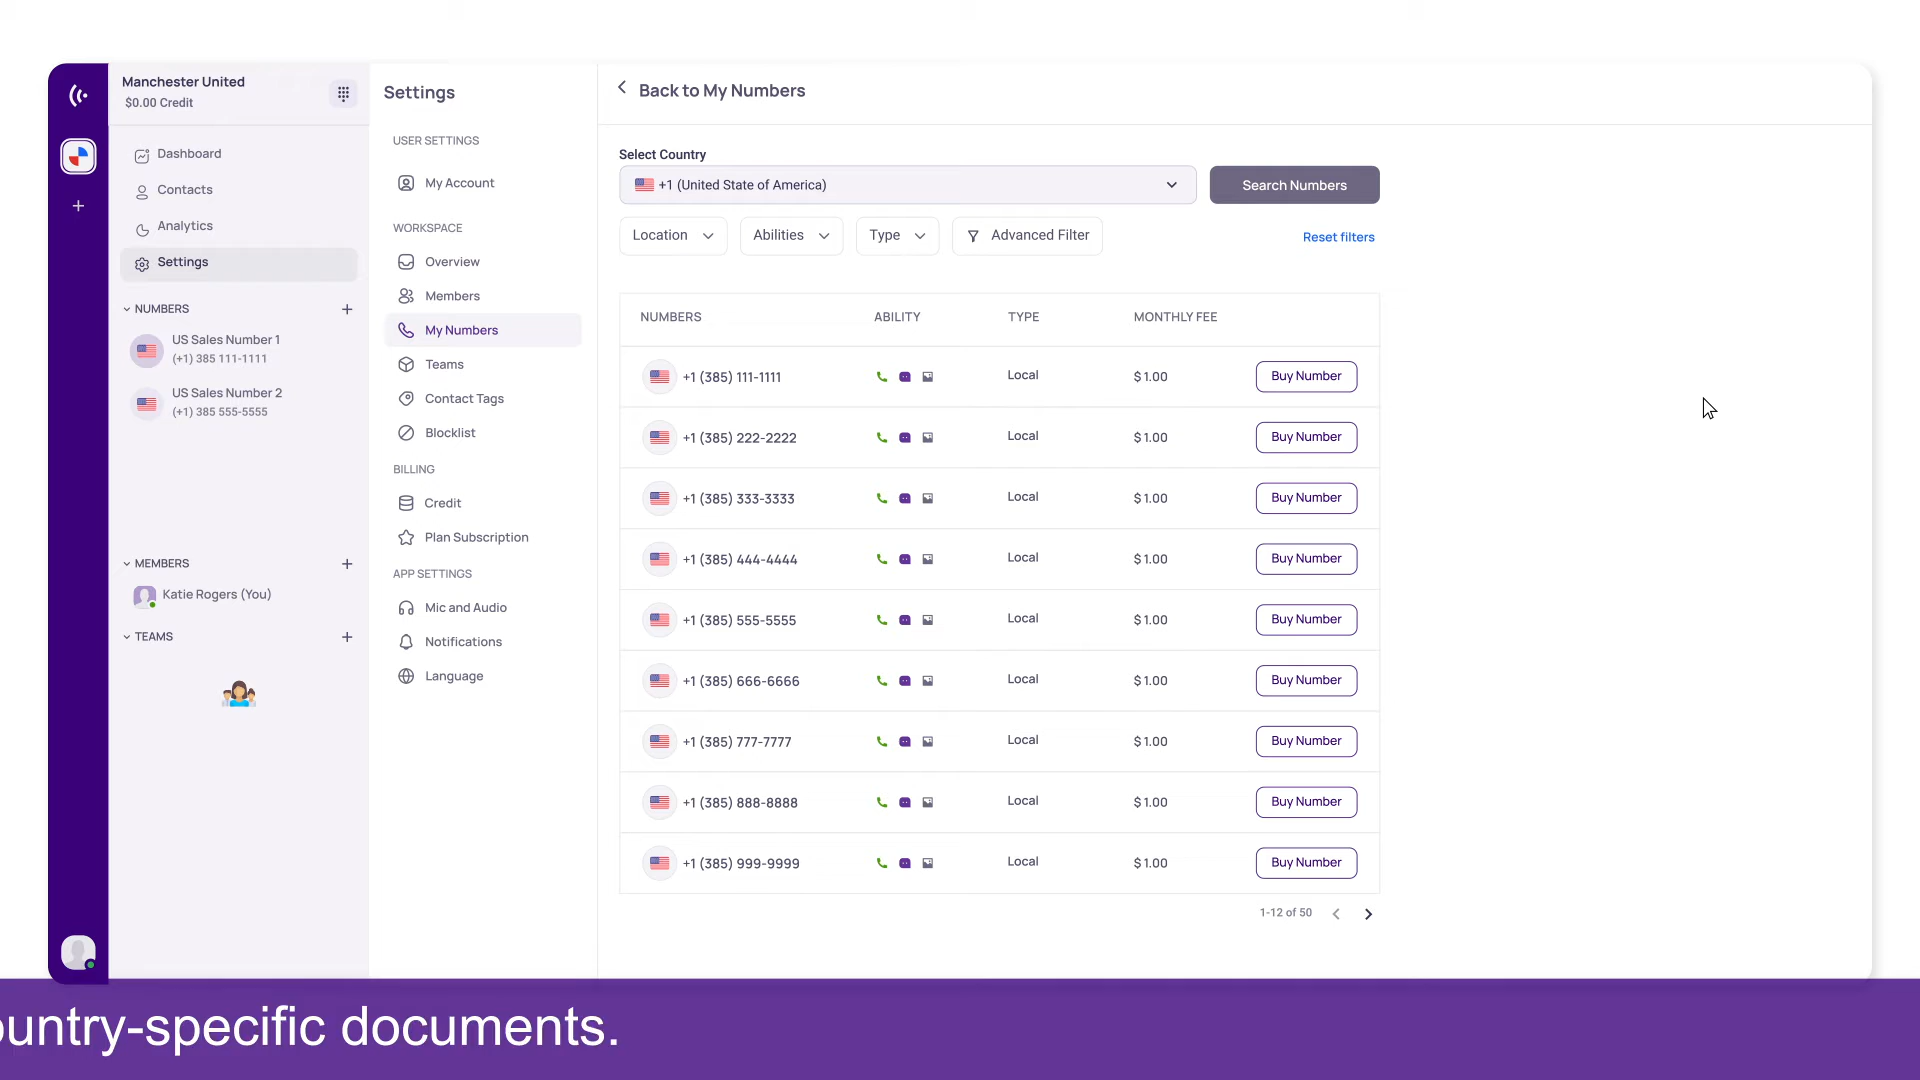 Manchester United
$0.00 Credit
Dashboard
Contacts
Analytics
Settings
NUMBERS
US Sales Number 1
(+1) 385 111-1111
US Sales Number 2
(+1) 385 555-5555
MEMBERS
Katie Rogers (You)
TEAMS
Settings
USER SETTINGS
My Account
WORKSPACE
Overview
Members
My Numbers
Teams
Contact Tags
Blocklist
BILLING
Credit
Plan Subscription
APP SETTINGS
Mic and Audio
Notifications
Language
Back to My Numbers
Select Country
+1 (United State of America)
Search Numbers
Location
Abilities
Type
Advanced Filter
Reset filters
NUMBERS ABILITY TYPE MONTHLY FEE
+1 (385) 111-1111 Local $ 1.00 Buy Number
+1 (385) 222-2222 Local $ 1.00 Buy Number
+1 (385) 333-3333 Local $ 1.00 Buy Number
+1 (385) 444-4444 Local $ 1.00 Buy Number
+1 (385) 555-5555 Local $ 1.00 Buy Number
+1 (385) 666-6666 Local $ 1.00 Buy Number
+1 (385) 777-7777 Local $ 1.00 Buy Number
+1 (385) 888-8888 Local $ 1.00 Buy Number
+1 (385) 999-9999 Local $ 1.00 Buy Number
1-12 of 50
ountry-specific documents.